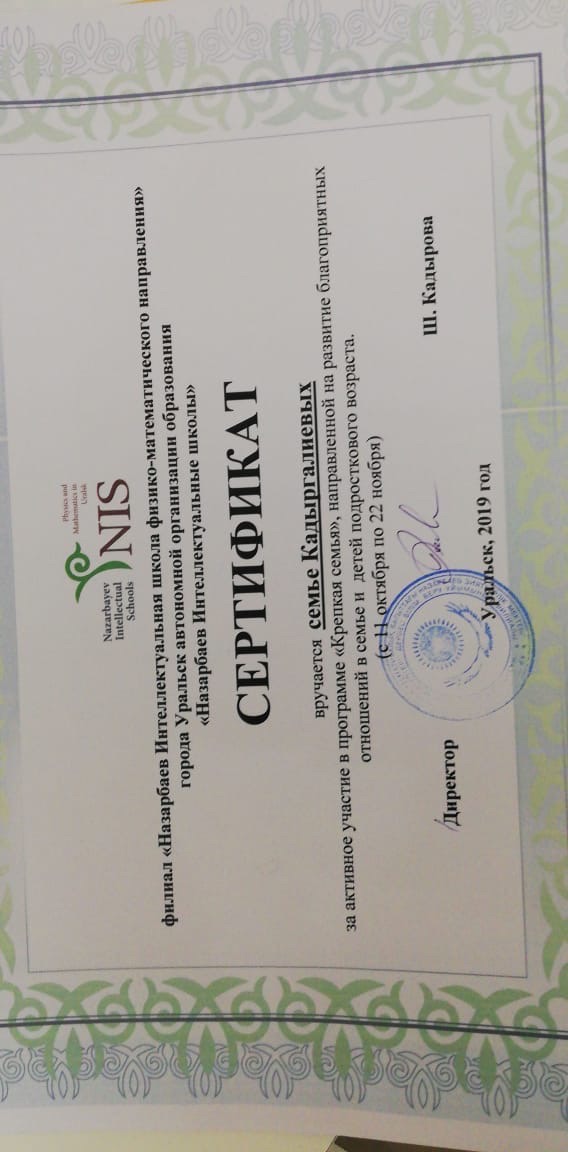 Nazarbayev
Intellectual
Schools
NIS
Physics and
Mathematics in
Uralsk
филиал «Назарбаев Интеллектуальная школа физико-математического направления»
города Уральск автономной организации образования
«Назарбаев Интеллектуальные школы»
СЕРТИФИКАТ
вручается семье Кадыргалиевых
за активное участие в программе «Крепкая семья», направленной на развитие благоприятных
отношений в семье и детей подросткового возраста.
(с 11 октября по 22 ноября)
Директор Ш. Кадырова
Уральск, 2019 год